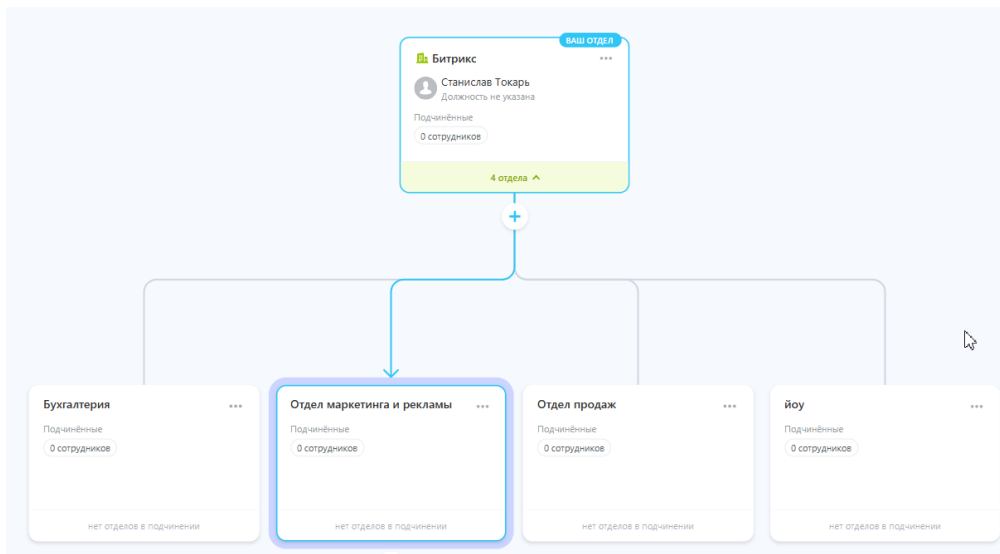 ВАШ ОТДЕЛ
Битрикс
Станислав Токарь
Должность не указана
Подчинённые
0 сотрудников
4 отдела
Бухгалтерия
Подчинённые
0 сотрудников
нет отделов в подчинении
Отдел маркетинга и рекламы
Подчинённые
0 сотрудников
нет отделов в подчинении
Отдел продаж
Подчинённые
0 сотрудников
нет отделов в подчинении
йоу
Подчинённые
0 сотрудников
нет отделов в подчинении